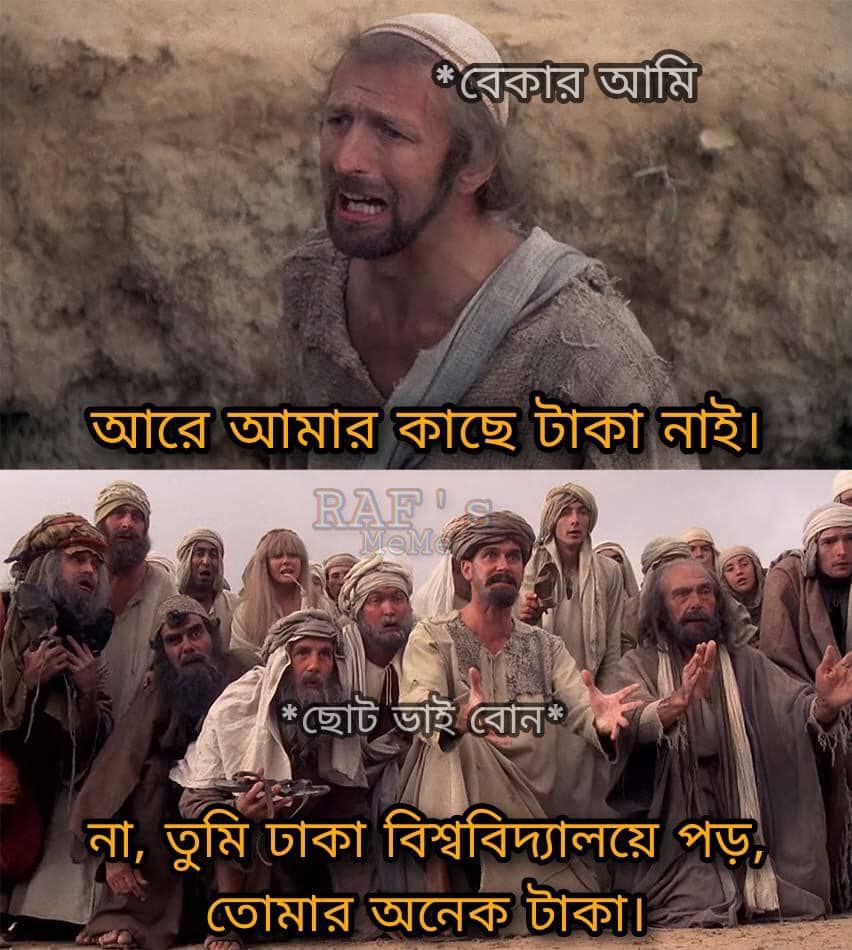 *বেকার আমি
আরে আমার কাছে টাকা নাই।
RAF's
MeMe
*ছোট ভাই বোন*
না, তুমি ঢাকা বিশ্ববিদ্যালয়ে পড়,
তোমার অনেক টাকা।